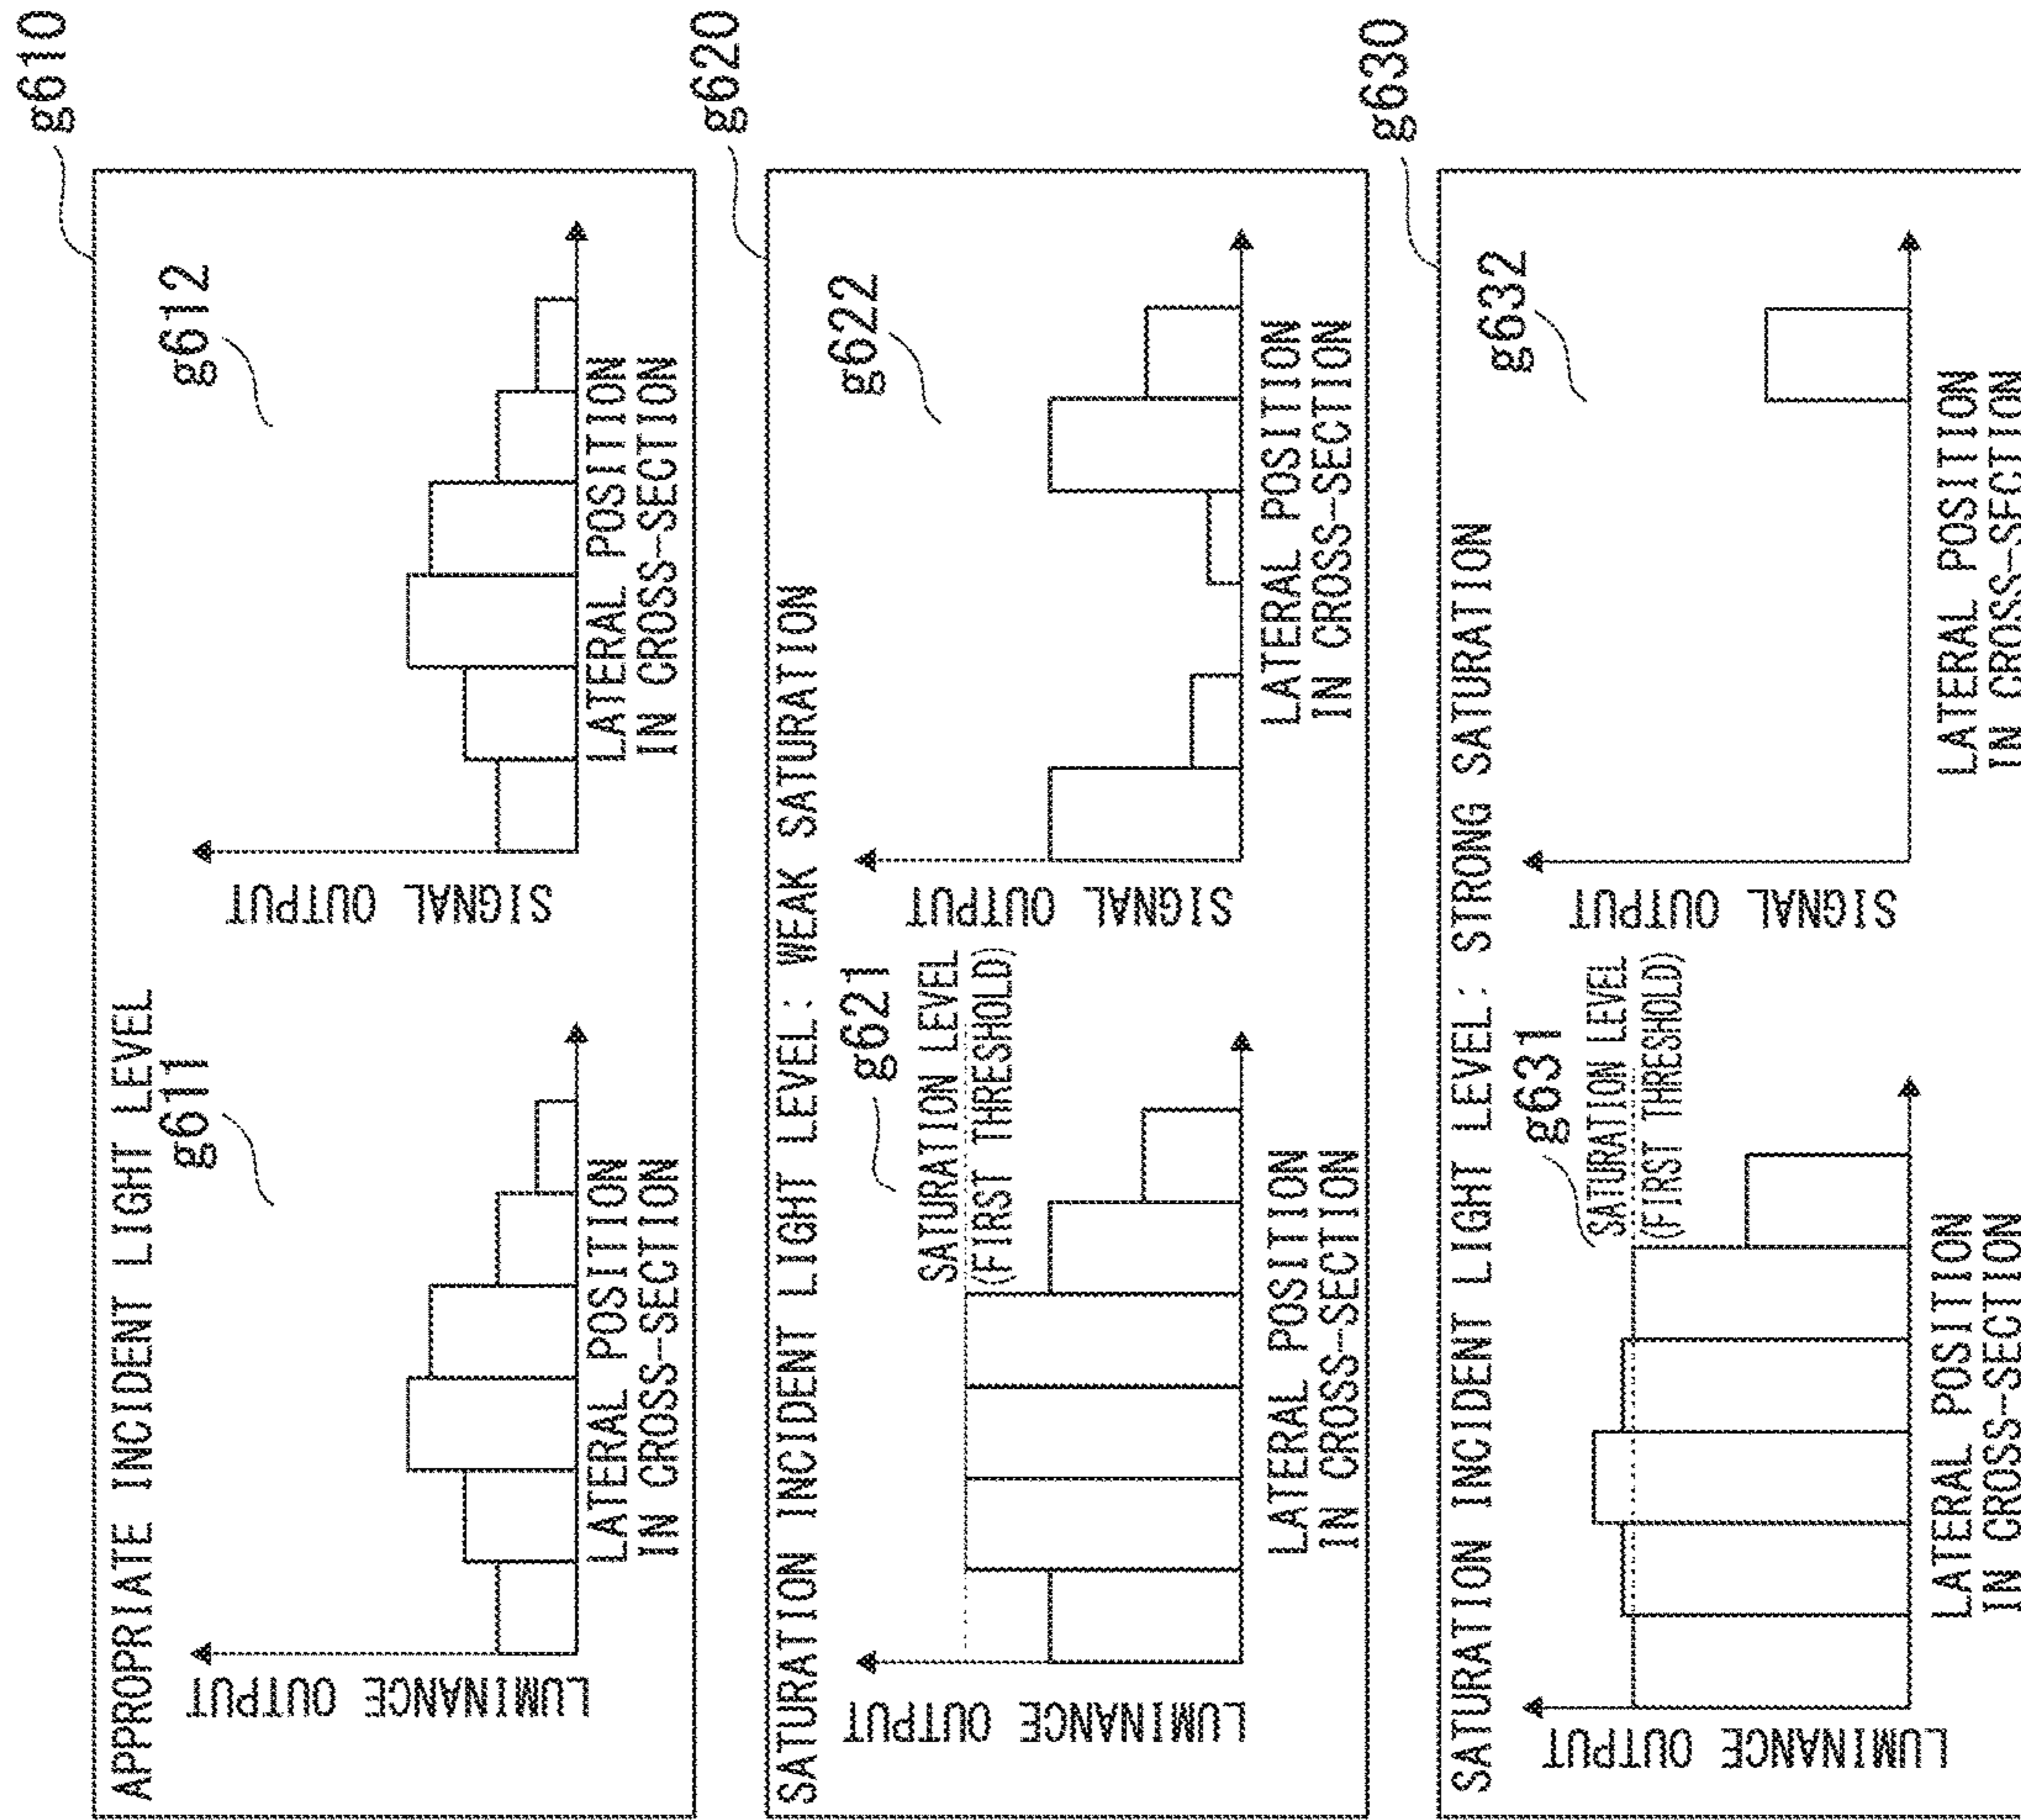 g610
APPROPRIATE INCIDENT LIGHT LEVEL
g611
g612
LUMINANCE OUTPUT
LATERAL POSITION
IN CROSS-SECTION
SIGNAL OUTPUT
LATERAL POSITION
IN CROSS-SECTION
g620
SATURATION INCIDENT LIGHT LEVEL: WEAK SATURATION
g621
SATURATION LEVEL
(FIRST THRESHOLD)
g622
LUMINANCE OUTPUT
LATERAL POSITION
IN CROSS-SECTION
SIGNAL OUTPUT
LATERAL POSITION
IN CROSS-SECTION
g630
SATURATION INCIDENT LIGHT LEVEL: STRONG SATURATION
g631
SATURATION LEVEL
(FIRST THRESHOLD)
g632
LUMINANCE OUTPUT
LATERAL POSITION
IN CROSS-SECTION
SIGNAL OUTPUT
LATERAL POSITION
IN CROSS-SECTION